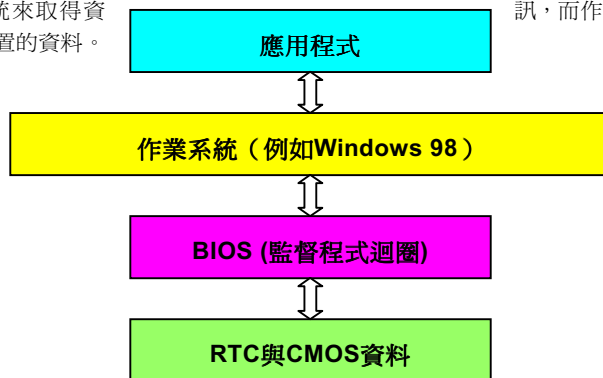 統來取得資
訊，而作
置的資料。
應用程式
作業系統（例如Windows 98）
BIOS (監督程式迴圈)
RTC與CMOS資料